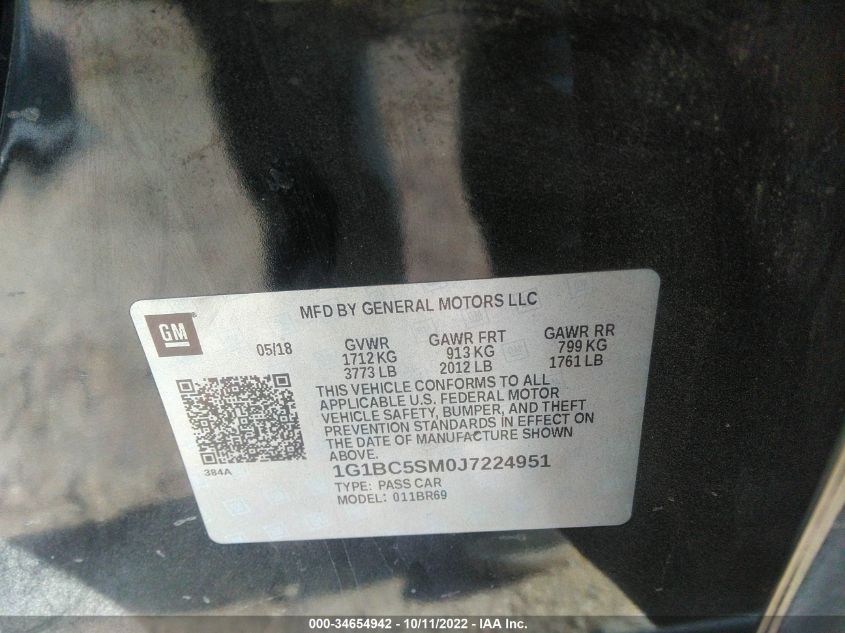 MFD BY GENERAL MOTORS LLC
GM
05/18
GVWR
1712 KG
3773 LB
GAWR FRT
913 KG
2012 LB
GAWR RR
799 KG
1761 LB
THIS VEHICLE CONFORMS TO ALL
APPLICABLE U.S. FEDERAL MOTOR
VEHICLE SAFETY, BUMPER, AND THEFT
PREVENTION STANDARDS IN EFFECT ON
THE DATE OF MANUFACTURE SHOWN
ABOVE.
384A
1G1BC5SM0J7224951
TYPE: PASS CAR
MODEL: 011BR69
000-34654942 - 10/11/2022 - IAA Inc.